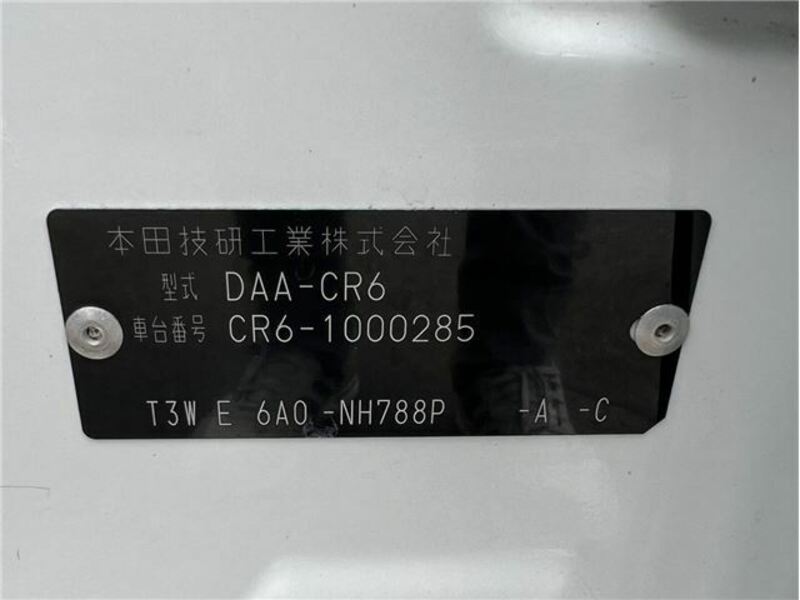 本田技研工業株式会社
型式 DAA-CR6
車台番号 CR6-1000285
T3W E 6A0 -NH788P -A -C